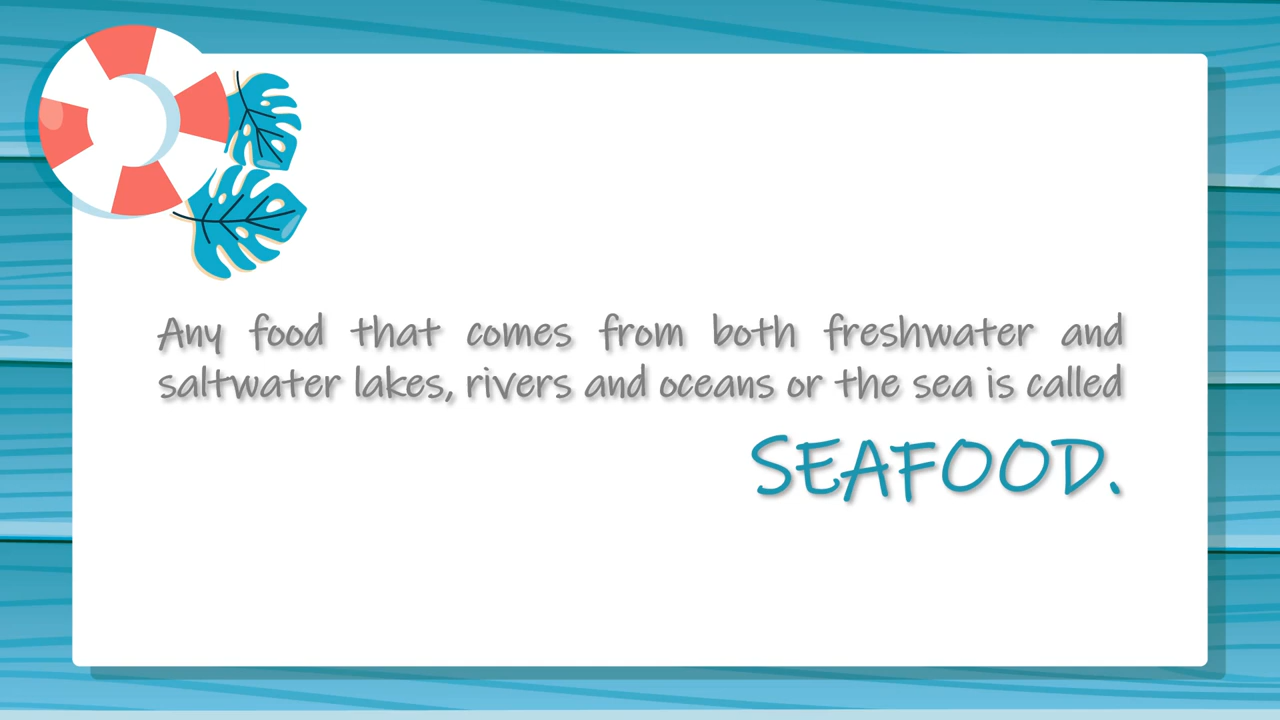 Any food that comes from both freshwater and
saltwater lakes, rivers and oceans or the sea is called
SEAFOOD.